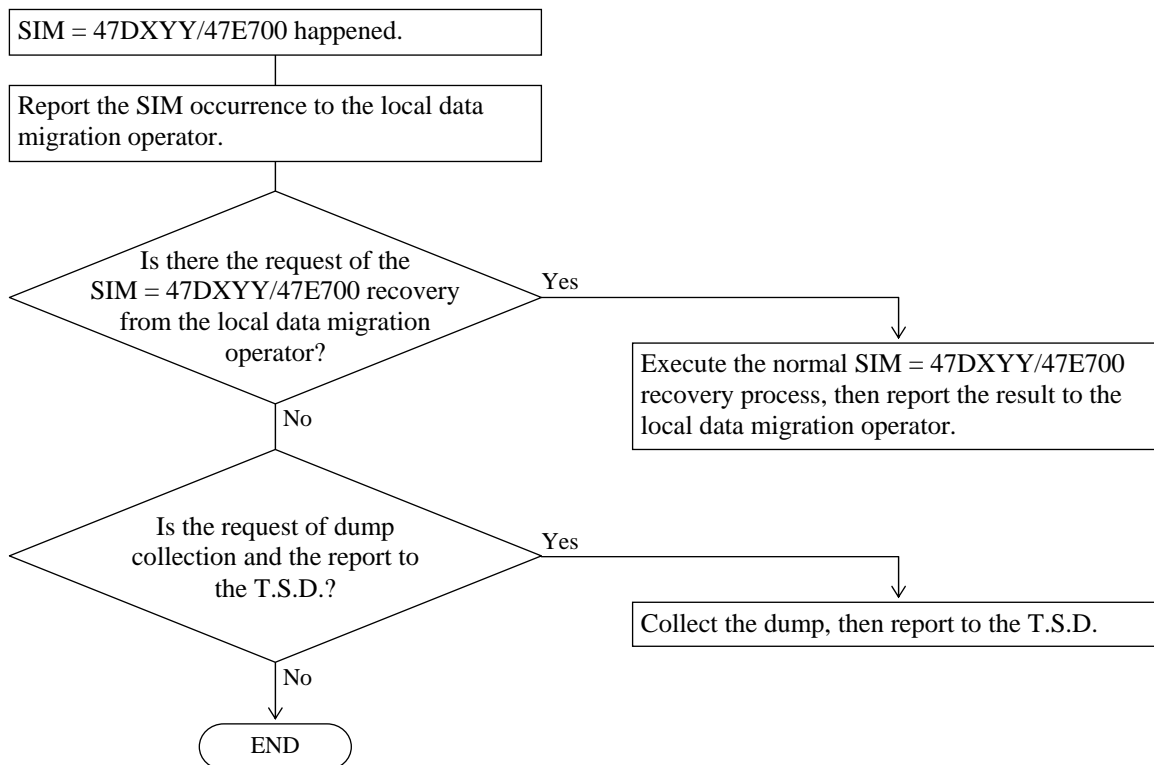 SIM = 47DXYY/47E700 happened.
Report the SIM occurrence to the local data
migration operator.
Is there the request of the
SIM = 47DXYY/47E700 recovery
from the local data migration
operator?
Yes
Execute the normal SIM = 47DXYY/47E700
recovery process, then report the result to the
local data migration operator.
No
Is the request of dump
collection and the report to
the T.S.D.?
Yes
Collect the dump, then report to the T.S.D.
No
END